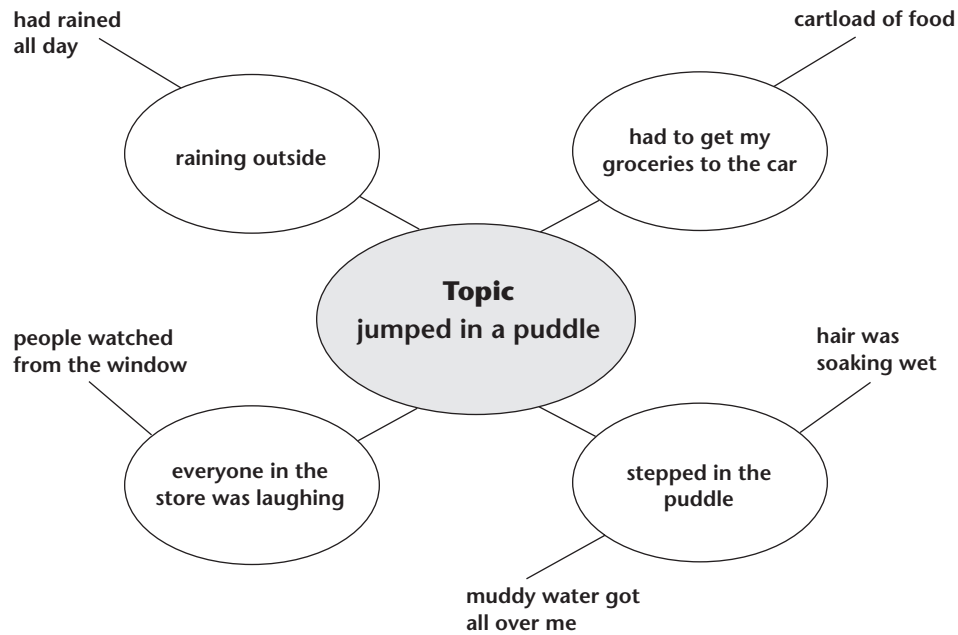 had rained
all day
cartload of food
raining outside
had to get my
groceries to the car
Topic
jumped in a puddle
people watched
from the window
hair was
soaking wet
everyone in the
store was laughing
stepped in the
puddle
muddy water got
all over me